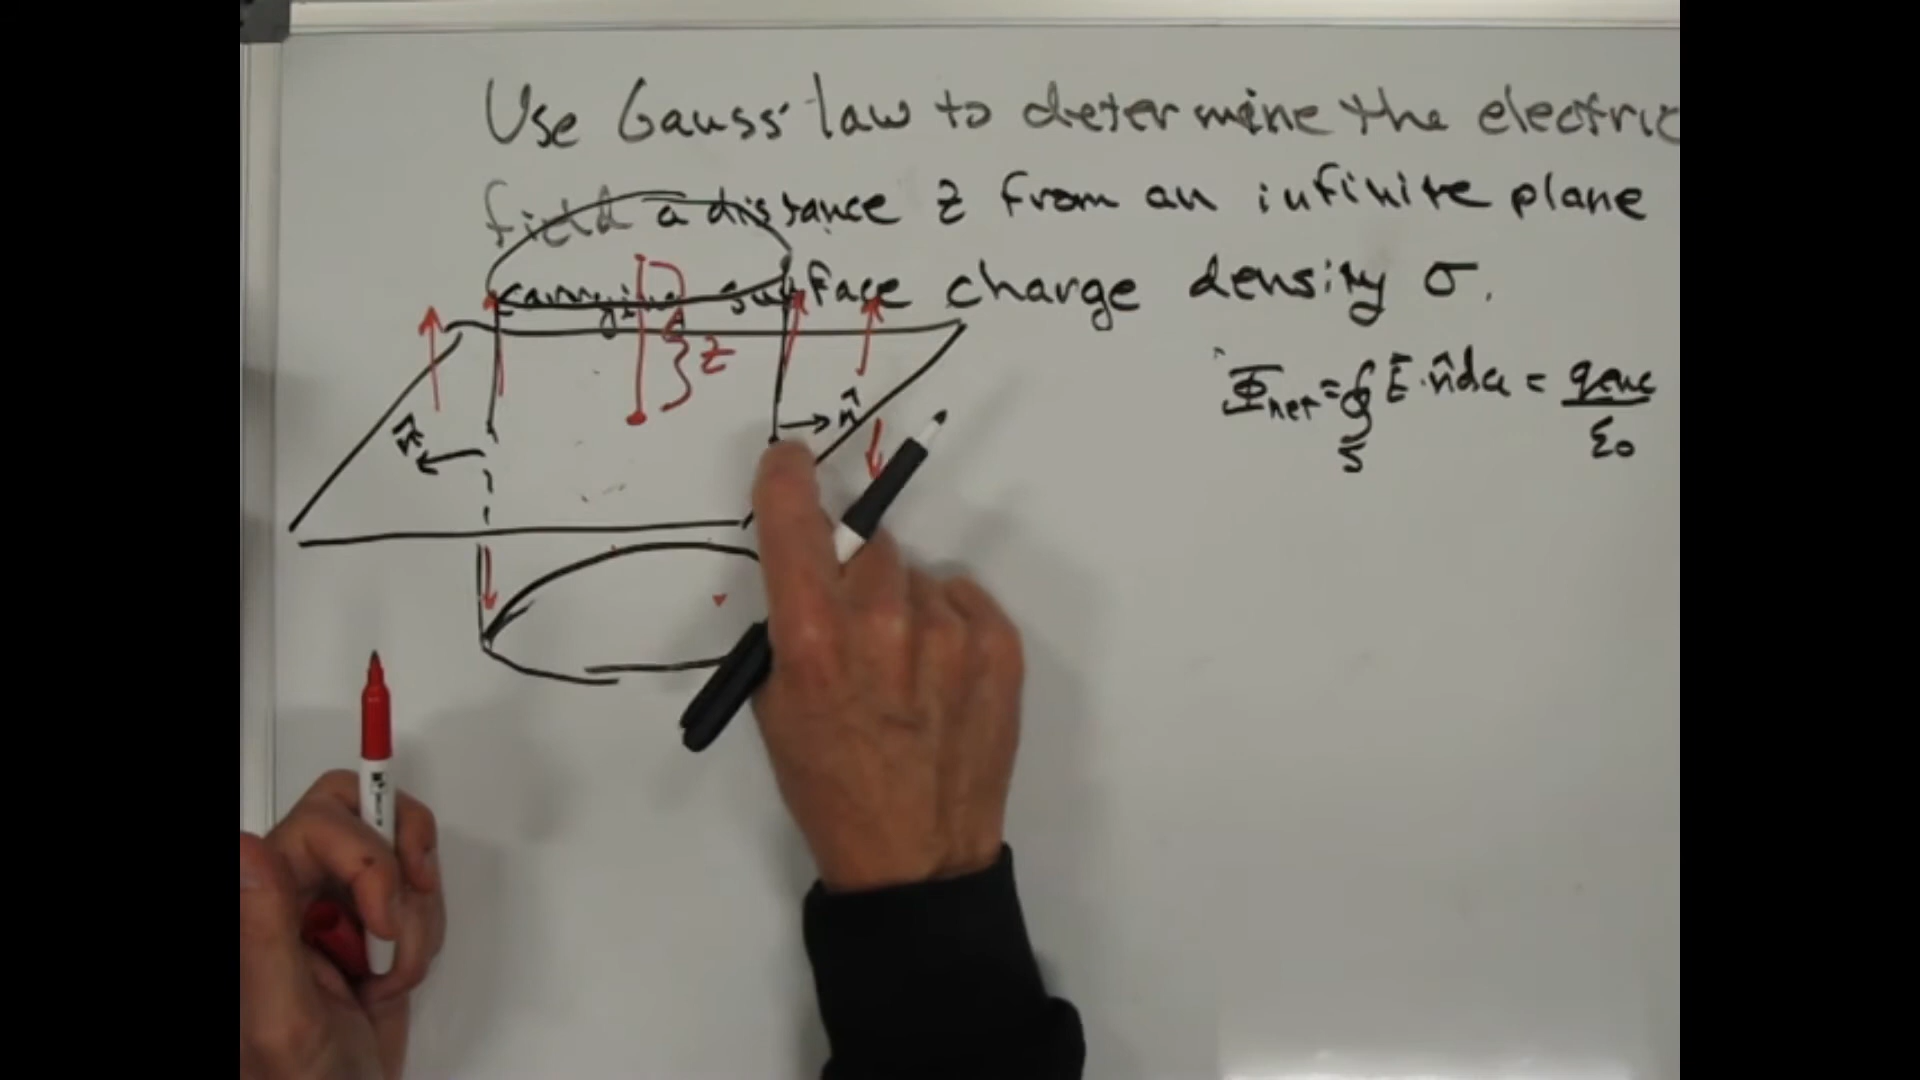 Use Gauss' law to determine the electric
field a distance z from an infinite plane
carrying surface charge density σ.
z
n̂
n̂
Φnet = ∮S E⃗ · n̂ da = qenc / ε0